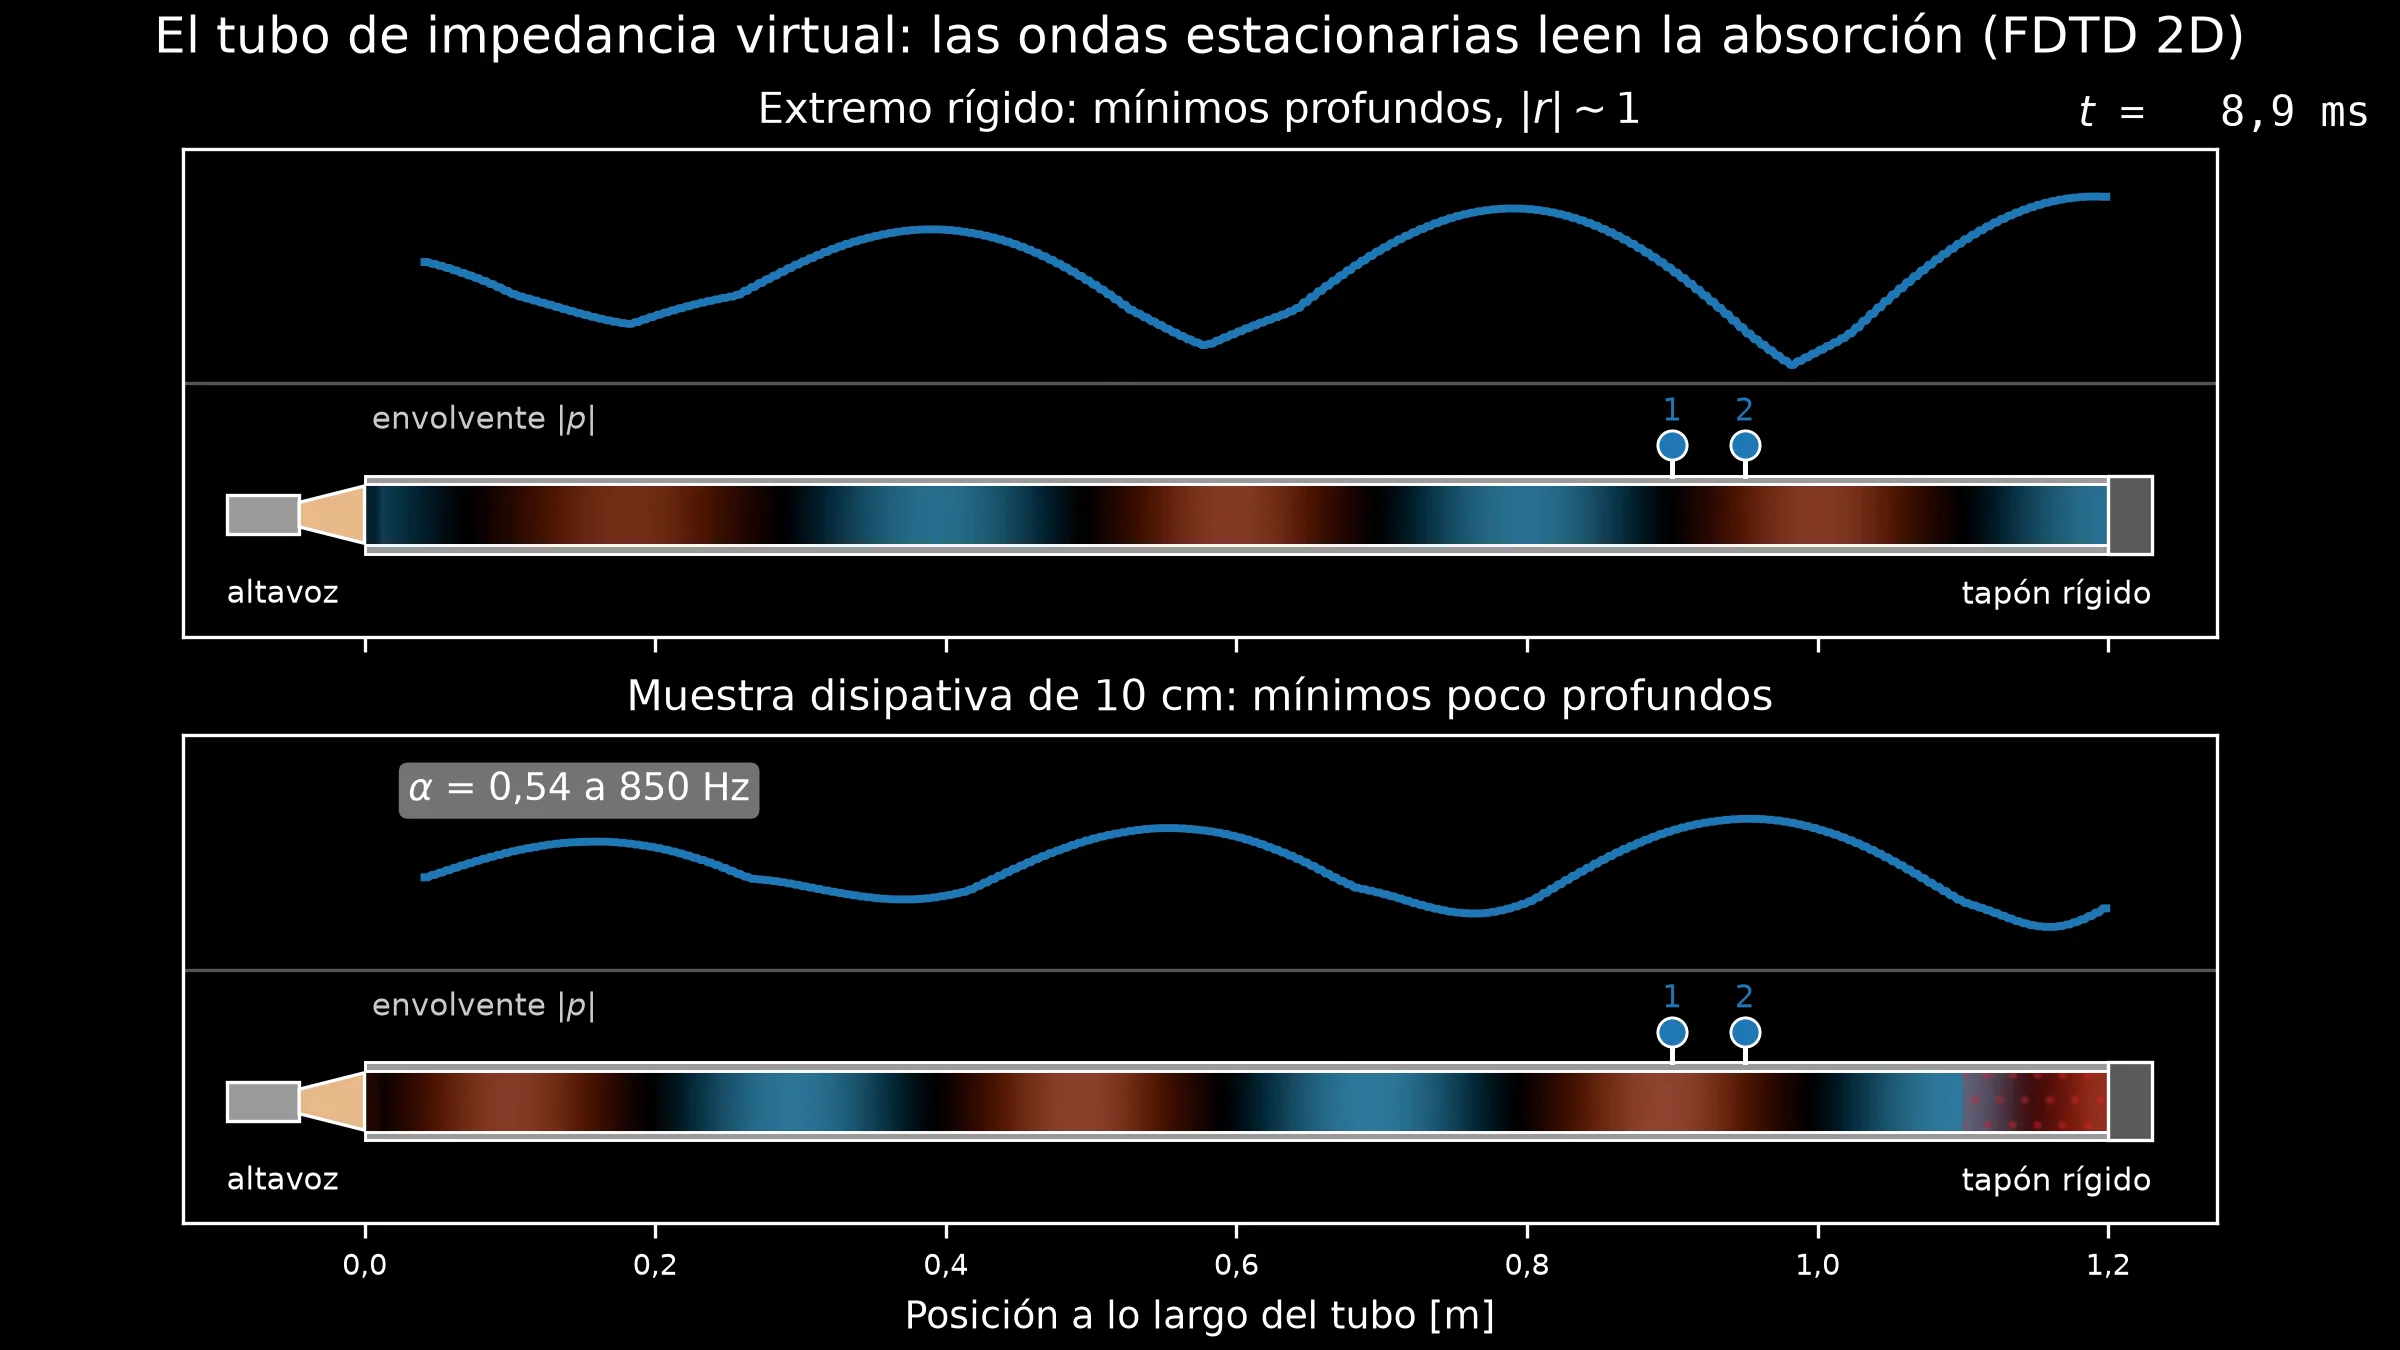 El tubo de impedancia virtual: las ondas estacionarias leen la absorción (FDTD 2D)
Extremo rígido: mínimos profundos, |r| ~ 1
t = 8,9 ms
envolvente |p|
1 2
altavoz
tapón rígido
Muestra disipativa de 10 cm: mínimos poco profundos
α = 0,54 a 850 Hz
envolvente |p|
1 2
altavoz
tapón rígido
0,0 0,2 0,4 0,6 0,8 1,0 1,2
Posición a lo largo del tubo [m]